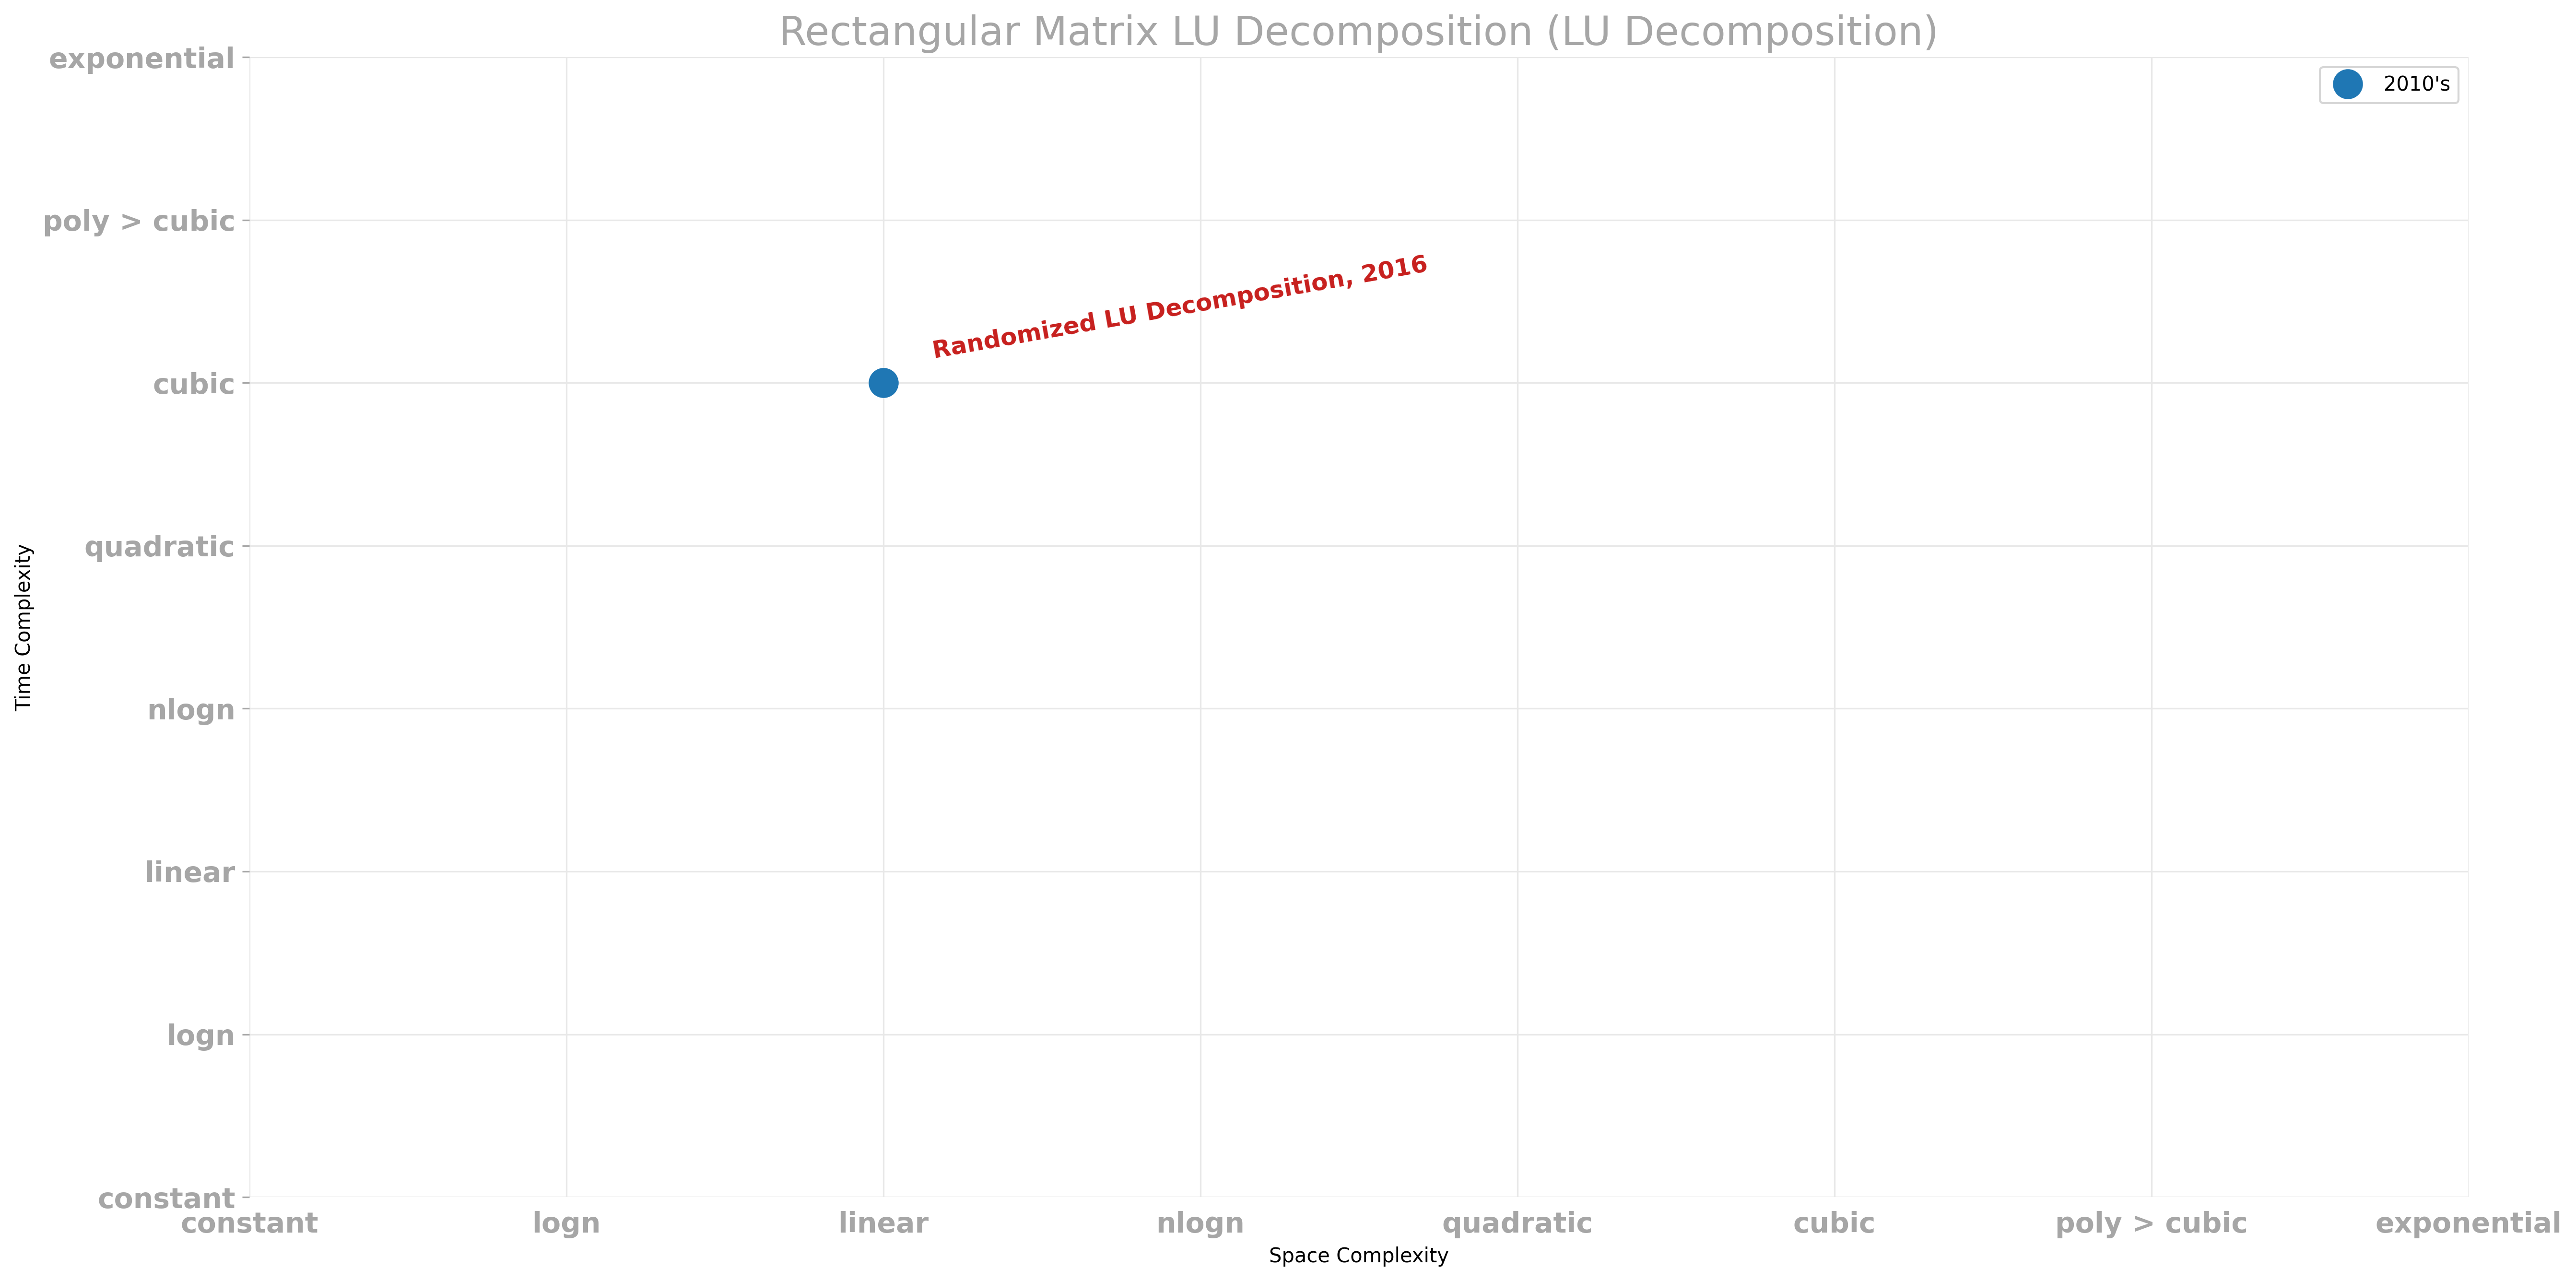 Rectangular Matrix LU Decomposition (LU Decomposition)
exponential
2010's
poly > cubic
Randomized LU Decomposition, 2016
cubic
quadratic
Time Complexity
nlogn
linear
logn
constant
constant logn linear nlogn quadratic cubic poly > cubic exponential
Space Complexity